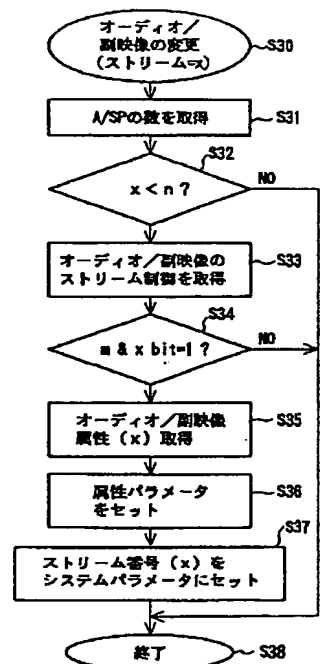 オーディオ/
副映像の変更
(ストリーム=x)
S30
A/SPの数を取得
S31
S32
x < n ?
NO
オーディオ/副映像の
ストリーム制御を取得
S33
S34
m & x bit=1 ?
NO
オーディオ/副映像
属性(x)取得
S35
属性パラメータ
をセット
S36
S37
ストリーム番号(x)を
システムパラメータにセット
終了
S38